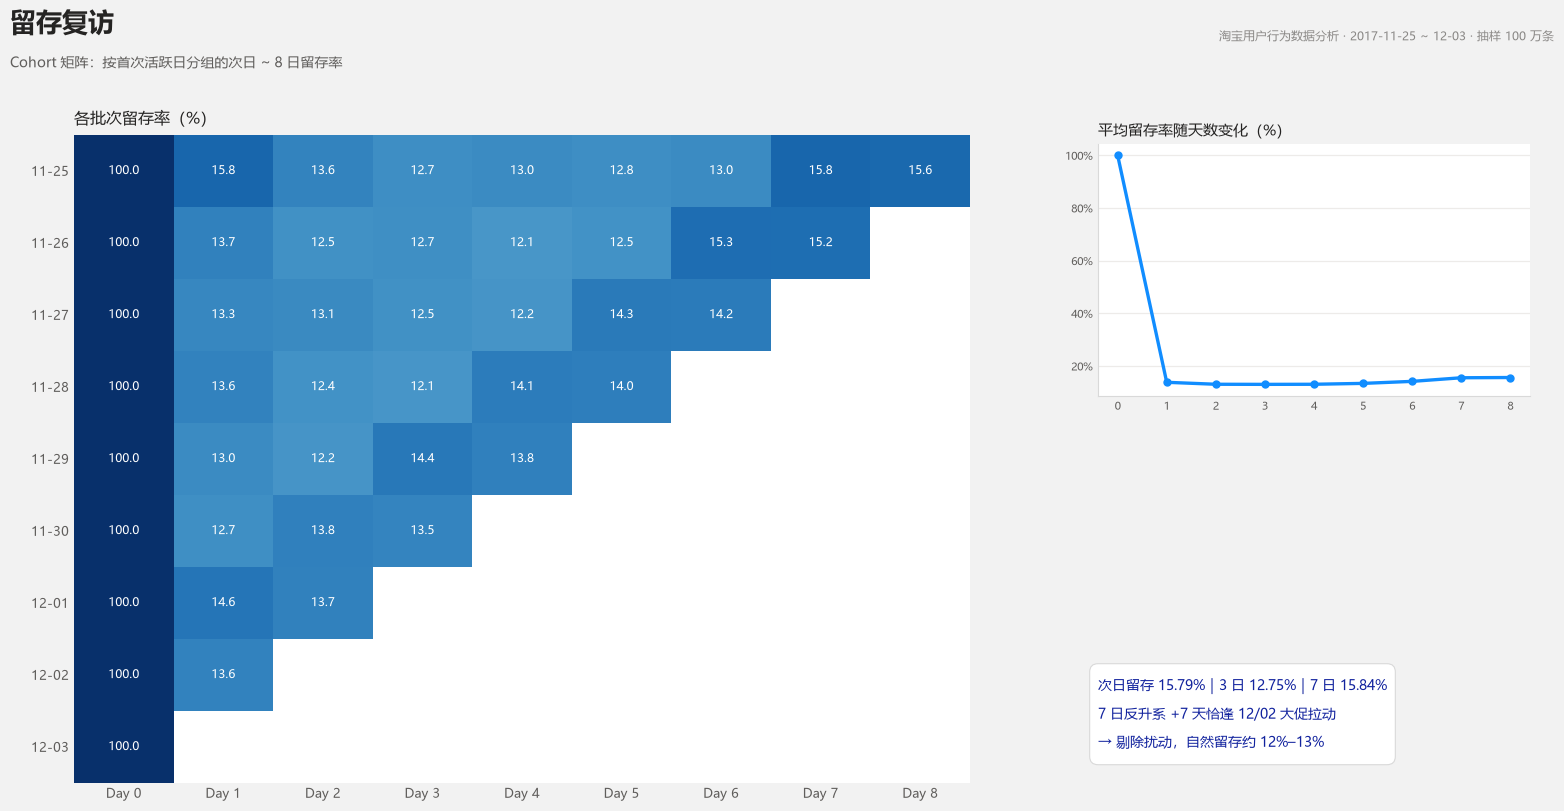 留存复访
淘宝用户行为数据分析 · 2017-11-25 ~ 12-03 · 抽样 100 万条
Cohort 矩阵：按首次活跃日分组的次日 ~ 8 日留存率
各批次留存率（%）
11-25 100.0 15.8 13.6 12.7 13.0 12.8 13.0 15.8 15.6
11-26 100.0 13.7 12.5 12.7 12.1 12.5 15.3 15.2
11-27 100.0 13.3 13.1 12.5 12.2 14.3 14.2
11-28 100.0 13.6 12.4 12.1 14.1 14.0
11-29 100.0 13.0 12.2 14.4 13.8
11-30 100.0 12.7 13.8 13.5
12-01 100.0 14.6 13.7
12-02 100.0 13.6
12-03 100.0
Day 0 Day 1 Day 2 Day 3 Day 4 Day 5 Day 6 Day 7 Day 8
平均留存率随天数变化（%）
100%
80%
60%
40%
20%
0 1 2 3 4 5 6 7 8
次日留存 15.79% | 3 日 12.75% | 7 日 15.84%
7 日反升系 +7 天恰逢 12/02 大促拉动
→ 剔除扰动，自然留存约 12%–13%